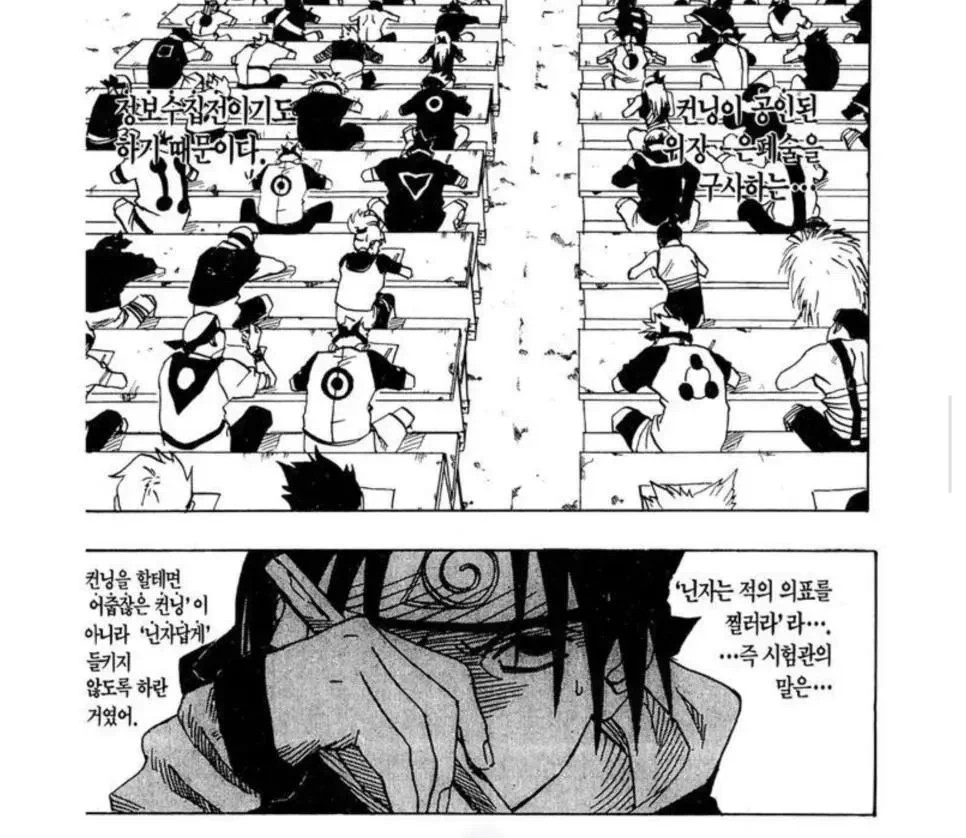 컨닝이 공인된
위장·은폐술을
구사하는…
정보수집전이기도
하기 때문이다.
'닌자는 적의 의표를
찔러라'라….
…즉 시험관의
말은…
컨닝을 할테면
어줍잖은 컨닝'이
아니라 '닌자답게'
들키지
않도록 하란
거였어.